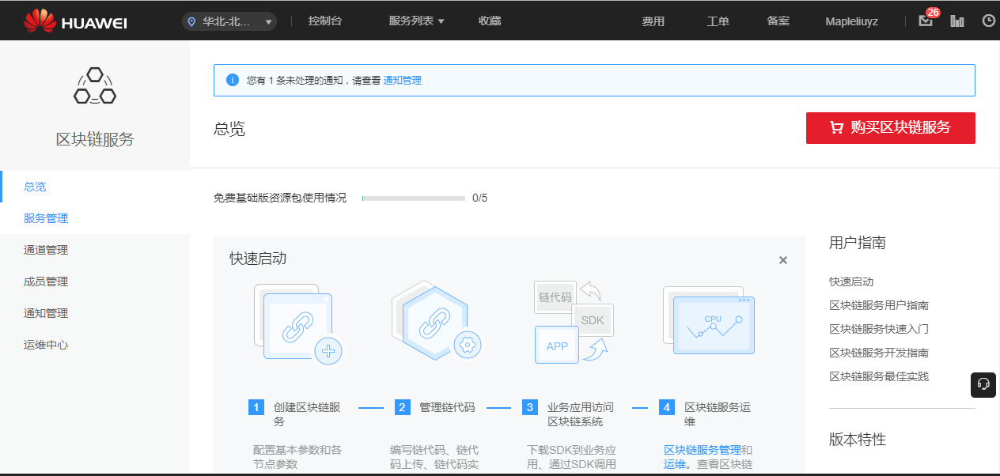 HUAWEI 华北-北... 控制台 服务列表 收藏 费用 工单 备案 Mapleliuyz 26
区块链服务
总览
服务管理
通道管理
成员管理
通知管理
运维中心
您有 1 条未处理的通知，请查看 通知管理
总览
购买区块链服务
免费基础版资源包使用情况 0/5
快速启动
链代码
SDK
APP
CPU
1 创建区块链服
务
配置基本参数和各
节点参数
2 管理链代码
编写链代码、链代
码上传、链代码实
3 业务应用访问
区块链系统
下载SDK到业务应
用、通过SDK调用
4 区块链服务运
维
区块链服务管理和
运维。查看区块链
用户指南
快速启动
区块链服务用户指南
区块链服务快速入门
区块链服务开发指南
区块链服务最佳实践
版本特性